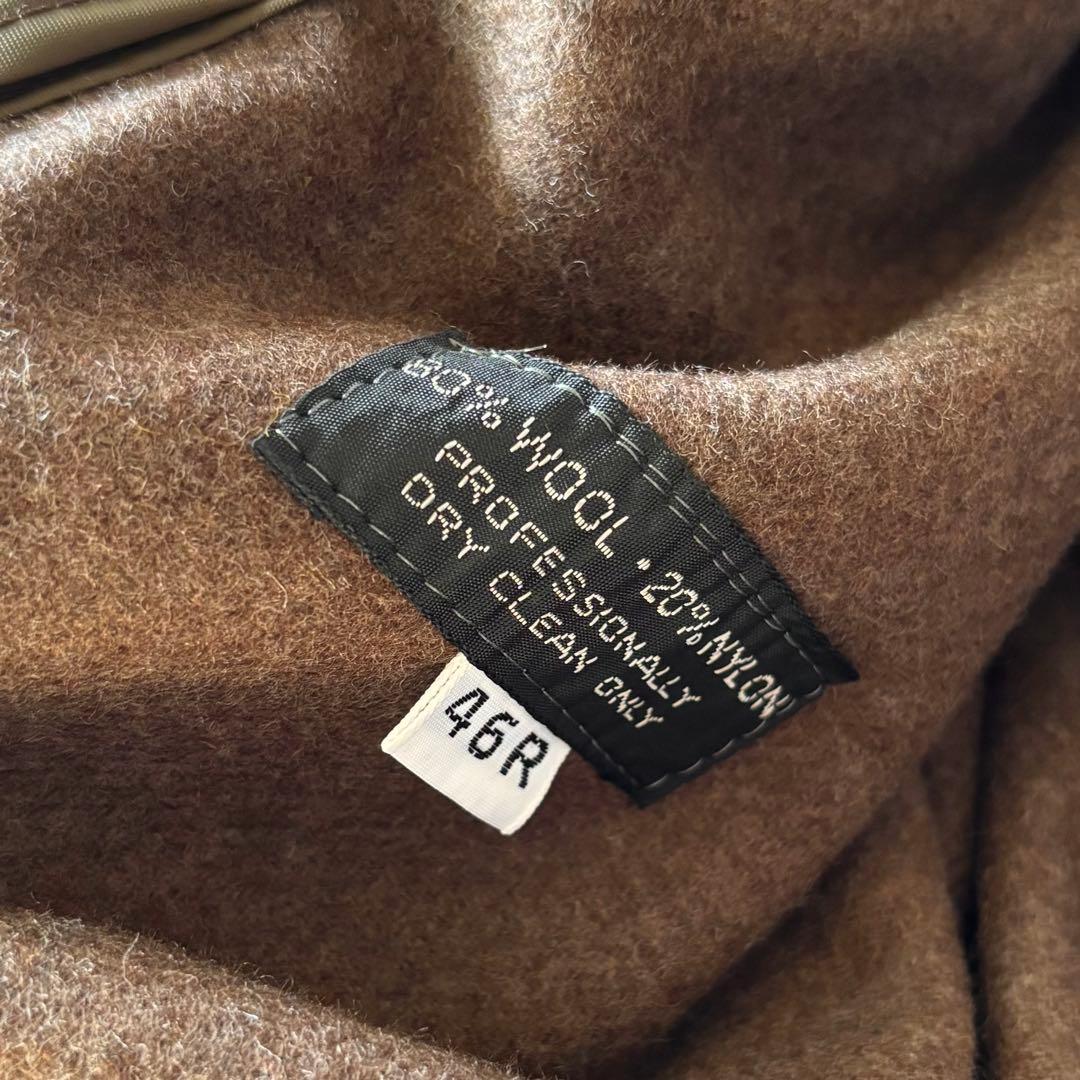 80% WOOL . 20% NYLON
PROFESSIONALLY
DRY CLEAN ONLY
46R